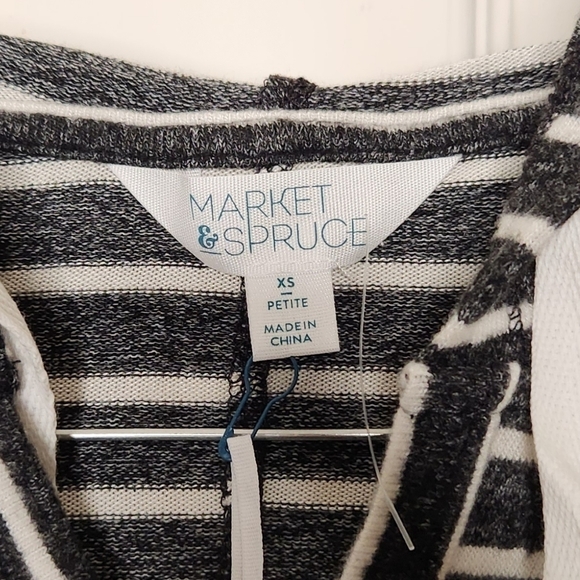 MARKET
& SPRUCE
XS
PETITE
MADE IN
CHINA